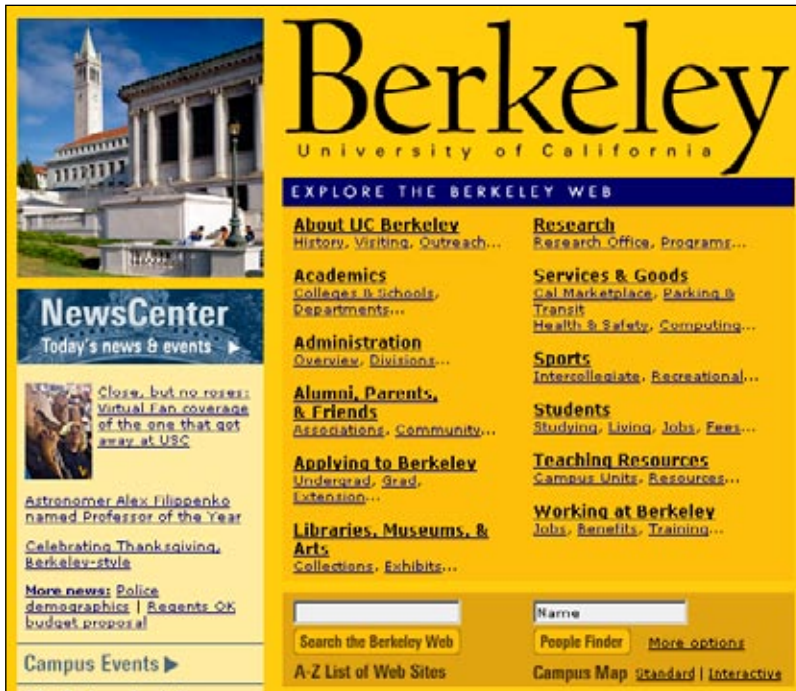 Berkeley
University of California
EXPLORE THE BERKELEY WEB
About UC Berkeley
History, Visiting, Outreach...
Academics
Colleges & Schools,
Departments...
Administration
Overview, Divisions...
Alumni, Parents,
& Friends
Associations, Community...
Applying to Berkeley
Undergrad, Grad,
Extension...
Libraries, Museums, &
Arts
Collections, Exhibits...
Research
Research Office, Programs...
Services & Goods
Cal Marketplace, Parking &
Transit
Health & Safety, Computing...
Sports
Intercollegiate, Recreational...
Students
Studying, Living, Jobs, Fees...
Teaching Resources
Campus Units, Resources...
Working at Berkeley
Jobs, Benefits, Training...
NewsCenter
Today's news & events
Close, but no roses:
Virtual Fan coverage
of the one that got
away at USC
Astronomer Alex Filippenko
named Professor of the Year
Celebrating Thanksgiving,
Berkeley-style
More news: Police
demographics | Regents OK
budget proposal
Campus Events
Search the Berkeley Web
A-Z List of Web Sites
Name
People Finder More options
Campus Map Standard | Interactive